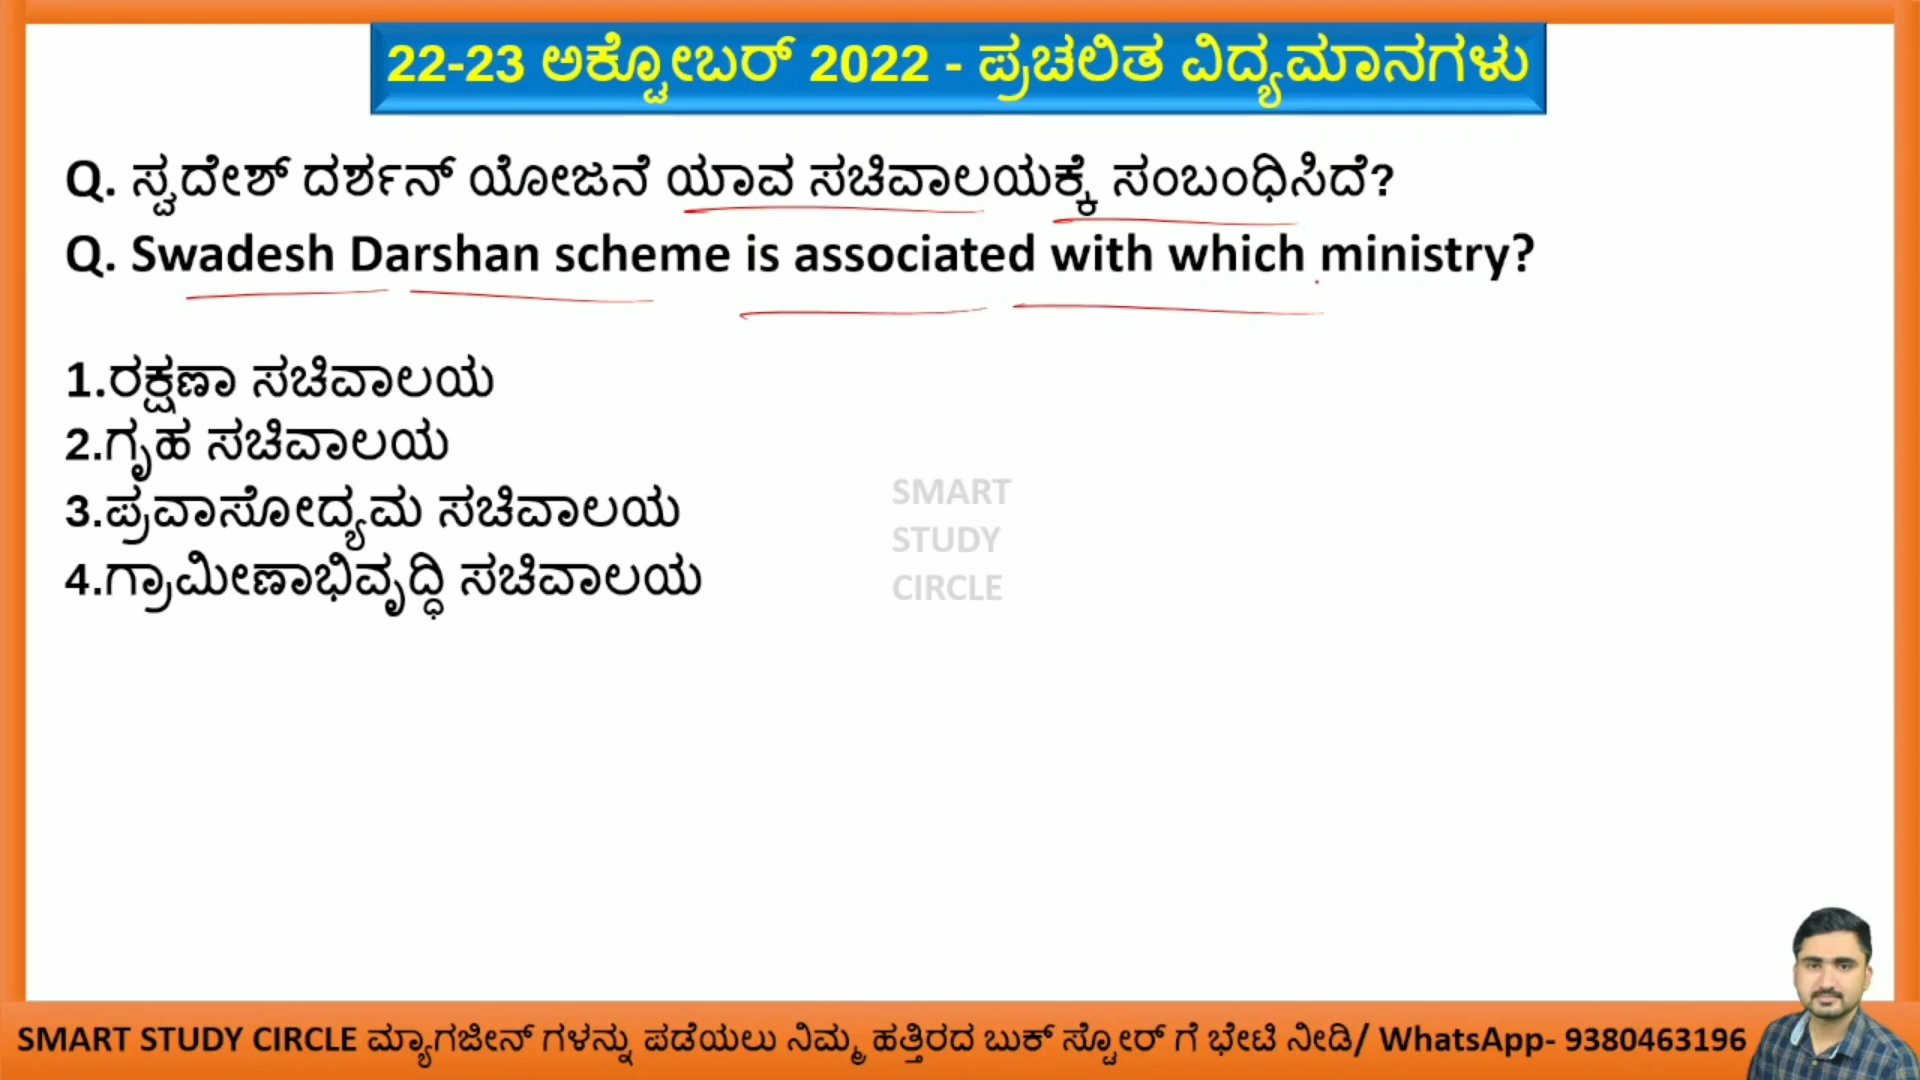 22-23 ಅಕ್ಟೋಬರ್ 2022 - ಪ್ರಚಲಿತ ವಿದ್ಯಮಾನಗಳು
Q. ಸ್ವದೇಶ್ ದರ್ಶನ್ ಯೋಜನೆ ಯಾವ ಸಚಿವಾಲಯಕ್ಕೆ ಸಂಬಂಧಿಸಿದೆ?
Q. Swadesh Darshan scheme is associated with which ministry?
1.ರಕ್ಷಣಾ ಸಚಿವಾಲಯ
2.ಗೃಹ ಸಚಿವಾಲಯ
3.ಪ್ರವಾಸೋದ್ಯಮ ಸಚಿವಾಲಯ
4.ಗ್ರಾಮೀಣಾಭಿವೃದ್ಧಿ ಸಚಿವಾಲಯ
SMART
STUDY
CIRCLE
SMART STUDY CIRCLE ಮ್ಯಾಗಜೀನ್ ಗಳನ್ನು ಪಡೆಯಲು ನಿಮ್ಮ ಹತ್ತಿರದ ಬುಕ್ ಸ್ಟೋರ್ ಗೆ ಭೇಟಿ ನೀಡಿ/ WhatsApp- 9380463196